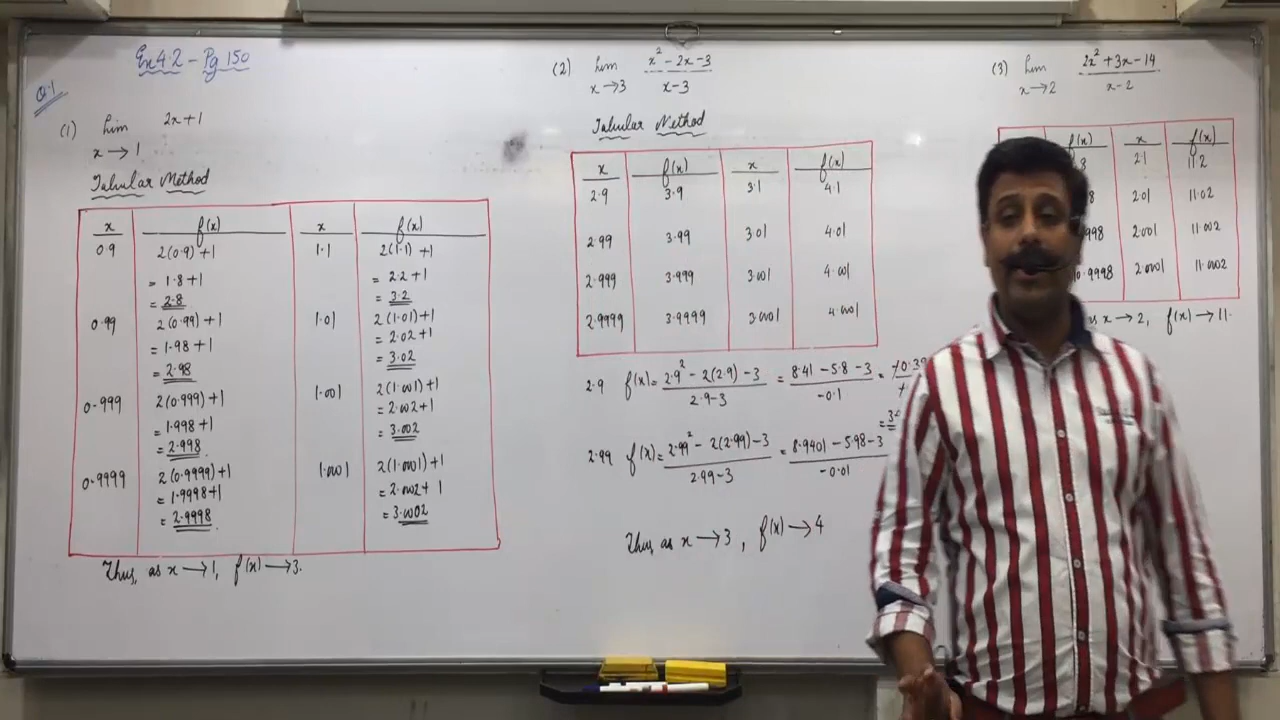 Ex 4.2 - Pg 150
Q.1
(1) lim 2x+1
x→1
Tabular Method
x f(x) x f(x)
0.9 2(0.9)+1 1.1 2(1.1)+1
= 1.8+1 = 2.2+1
= 2.8 = 3.2
0.99 2(0.99)+1 1.01 2(1.01)+1
= 1.98+1 = 2.02+1
= 2.98 = 3.02
0.999 2(0.999)+1 1.001 2(1.001)+1
= 1.998+1 = 2.002+1
= 2.998 = 3.002
0.9999 2(0.9999)+1 1.0001 2(1.0001)+1
= 1.9998+1 = 2.0002+1
= 2.9998 = 3.0002
Thus, as x→1, f(x)→3.
(2) lim x²-2x-3
x→3 x-3
Tabular Method
x f(x) x f(x)
2.9 3.9 3.1 4.1
2.99 3.99 3.01 4.01
2.999 3.999 3.001 4.001
2.9999 3.9999 3.0001 4.0001
2.9 f(x)= 2.9²-2(2.9)-3 = 8.41-5.8-3 =
2.9-3 -0.1
2.99 f(x)= 2.99²-2(2.99)-3 = 8.9401-5.98-3
2.99-3 -0.01
Thus, as x→3, f(x)→4
(3) lim 2x²+3x-14
x→2 x-2
f(x) x f(x)
8 2.1 11.2
8 2.01 11.02
998 2.001 11.002
0.9998 2.0001 11.0002
as x→2, f(x)→11.